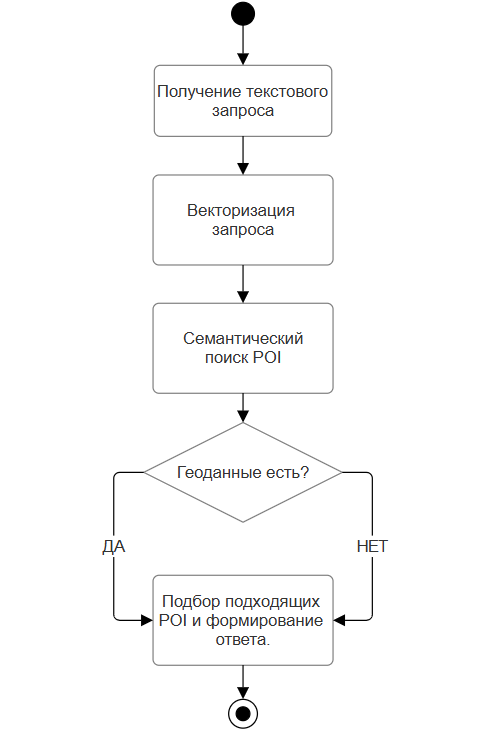 Получение текстового
запроса
Векторизация
запроса
Семантический
поиск POI
Геоданные есть?
ДА
НЕТ
Подбор подходящих
POI и формирование
ответа.